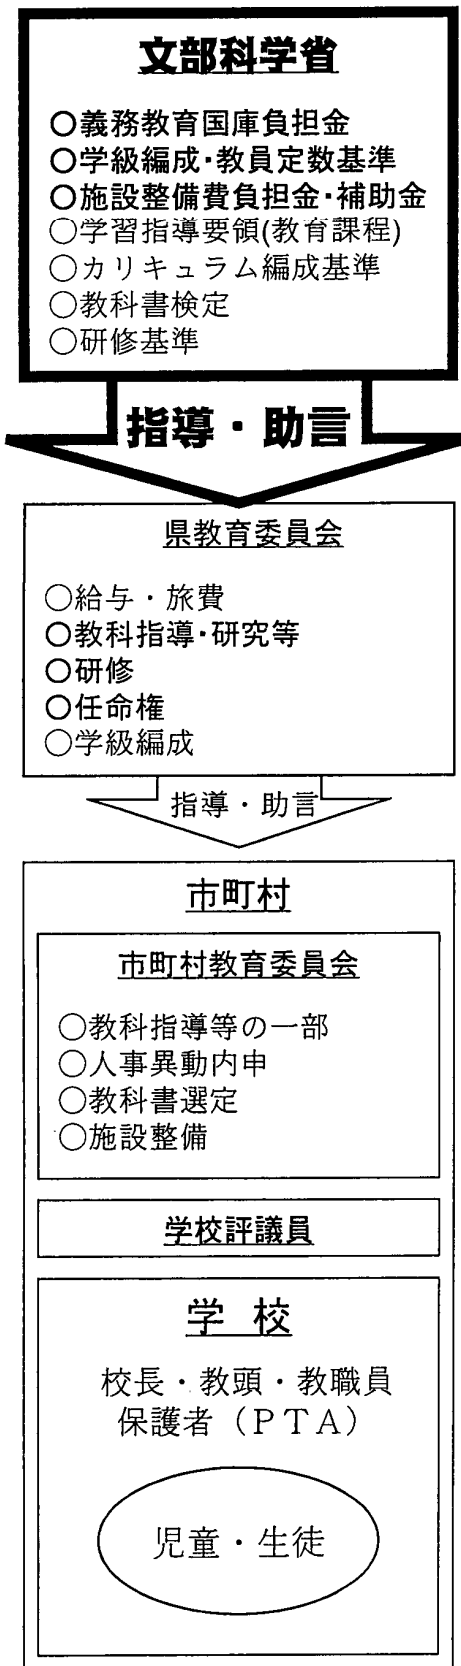 文部科学省
○義務教育国庫負担金
○学級編成・教員定数基準
○施設整備費負担金・補助金
○学習指導要領(教育課程)
○カリキュラム編成基準
○教科書検定
○研修基準
指導・助言
県教育委員会
○給与・旅費
○教科指導・研究等
○研修
○任命権
○学級編成
指導・助言
市町村
市町村教育委員会
○教科指導等の一部
○人事異動内申
○教科書選定
○施設整備
学校評議員
学 校
校長・教頭・教職員
保護者（ＰＴＡ）
児童・生徒